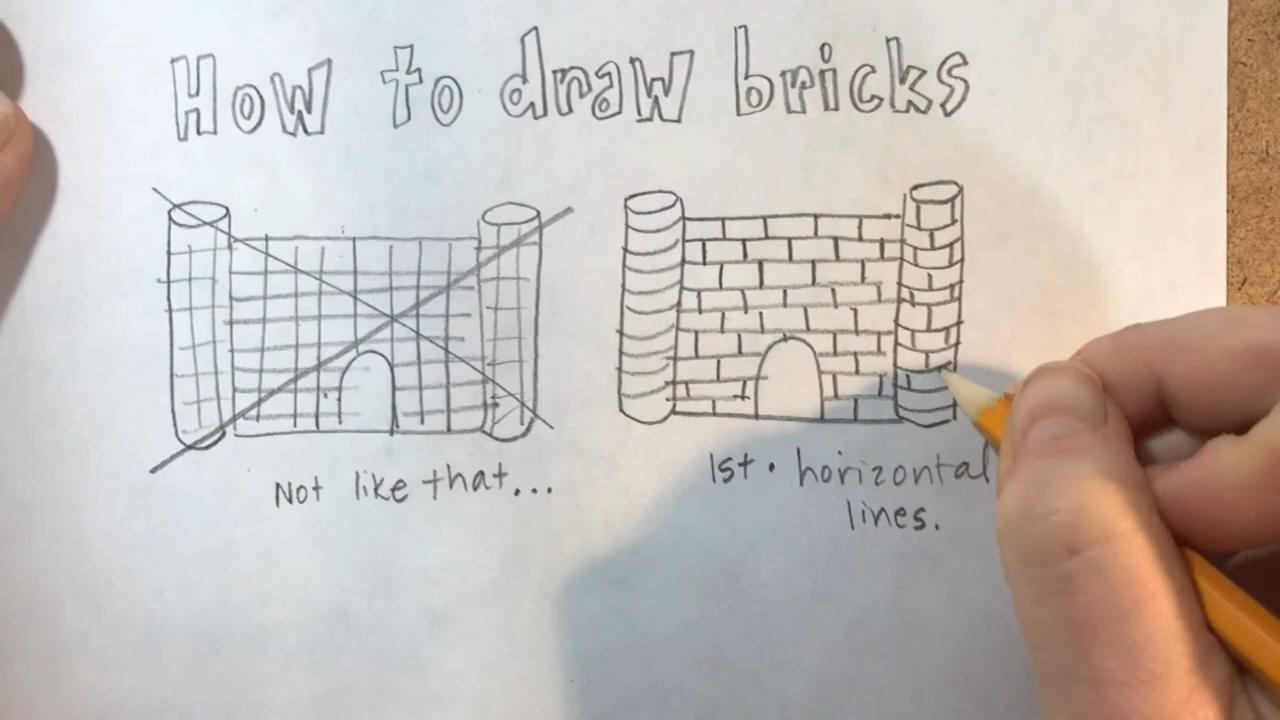 How to draw bricks
Not like that...
1st. horizontal
lines.